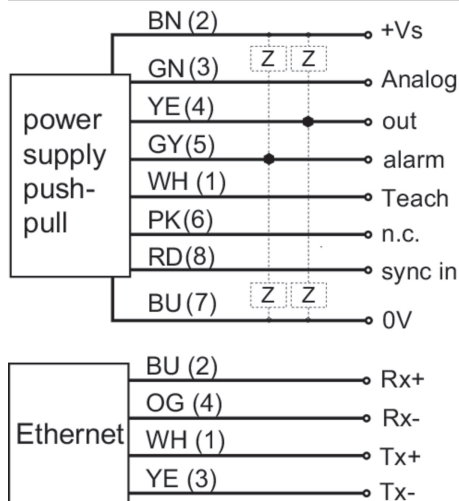 BN (2) +Vs
Z Z
GN (3) Analog
YE (4) out
GY(5) alarm
WH (1) Teach
PK(6) n.c.
RD(8) sync in
Z Z
BU(7) 0V
power
supply
push-
pull
BU (2) Rx+
OG (4) Rx-
WH (1) Tx+
YE (3) Tx-
Ethernet